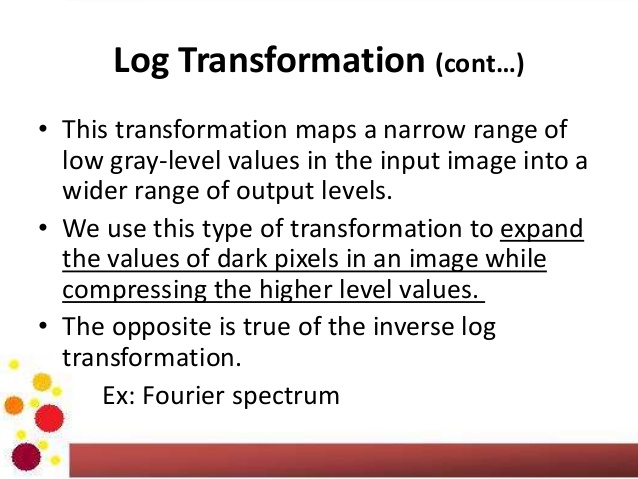 Log Transformation (cont…)
• This transformation maps a narrow range of
low gray-level values in the input image into a
wider range of output levels.
• We use this type of transformation to expand
the values of dark pixels in an image while
compressing the higher level values.
• The opposite is true of the inverse log
transformation.
Ex: Fourier spectrum